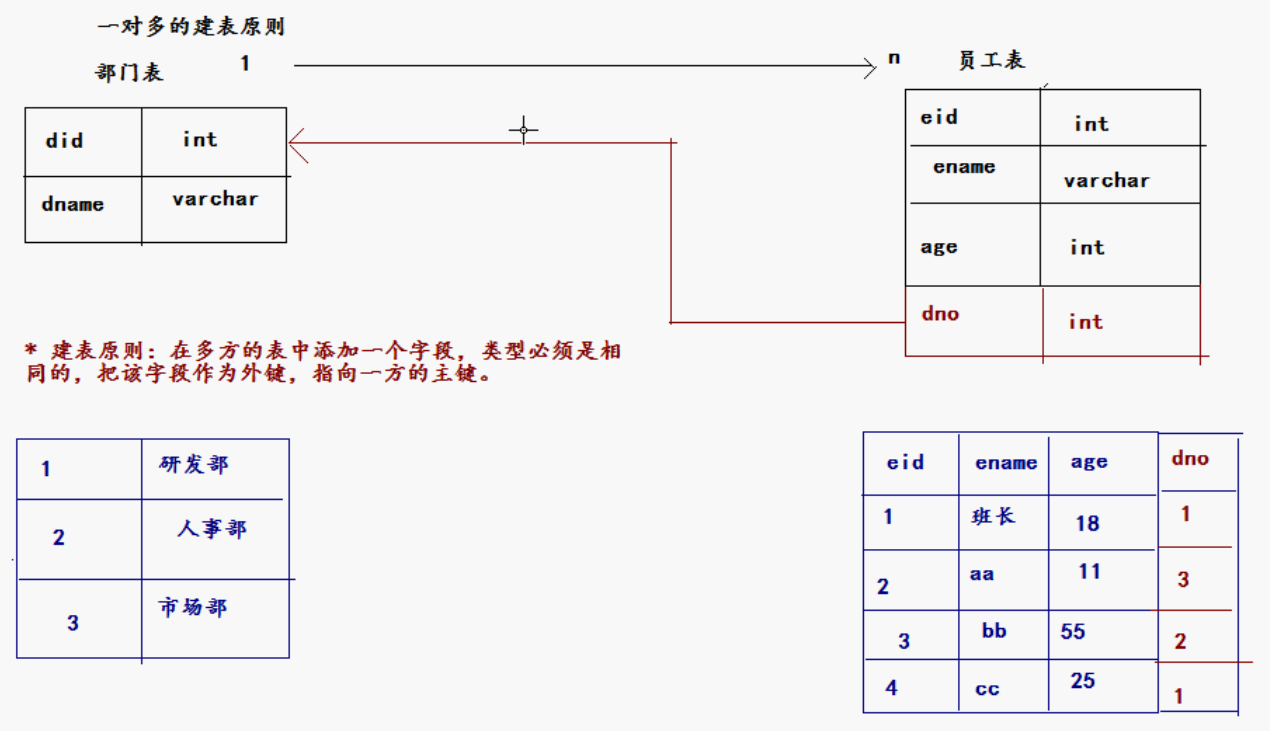 一对多的建表原则
部门表 1 n 员工表
did int
dname varchar
eid int
ename varchar
age int
dno int
* 建表原则：在多方的表中添加一个字段，类型必须是相
同的，把该字段作为外键，指向一方的主键。
1 研发部
2 人事部
3 市场部
eid ename age dno
1 班长 18 1
2 aa 11 3
3 bb 55 2
4 cc 25 1